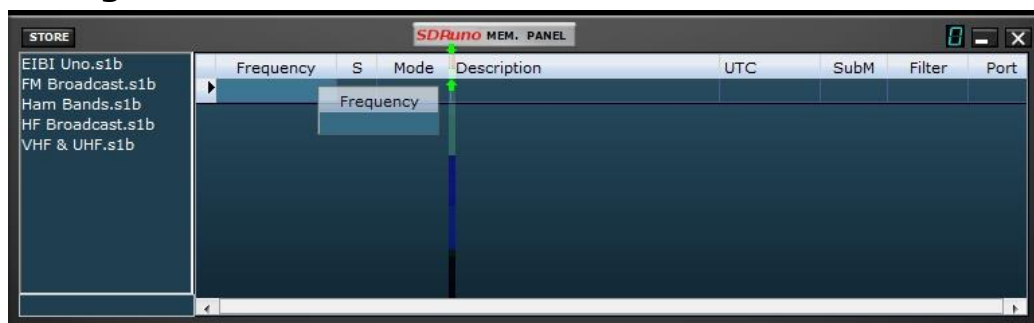 STORE
SDRuno MEM. PANEL
EIBI Uno.s1b
FM Broadcast.s1b
Ham Bands.s1b
HF Broadcast.s1b
VHF & UHF.s1b
Frequency S Mode Description UTC SubM Filter Port
Frequency